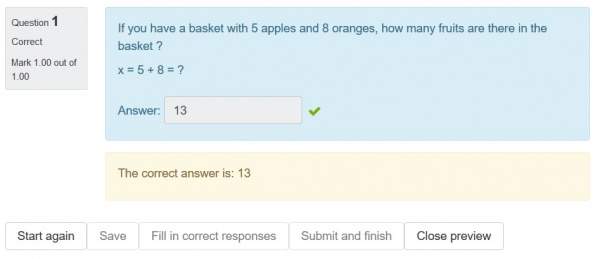 Question 1
Correct
Mark 1.00 out of
1.00
If you have a basket with 5 apples and 8 oranges, how many fruits are there in the
basket ?
x = 5 + 8 = ?
Answer: 13
The correct answer is: 13
Start again Save Fill in correct responses Submit and finish Close preview